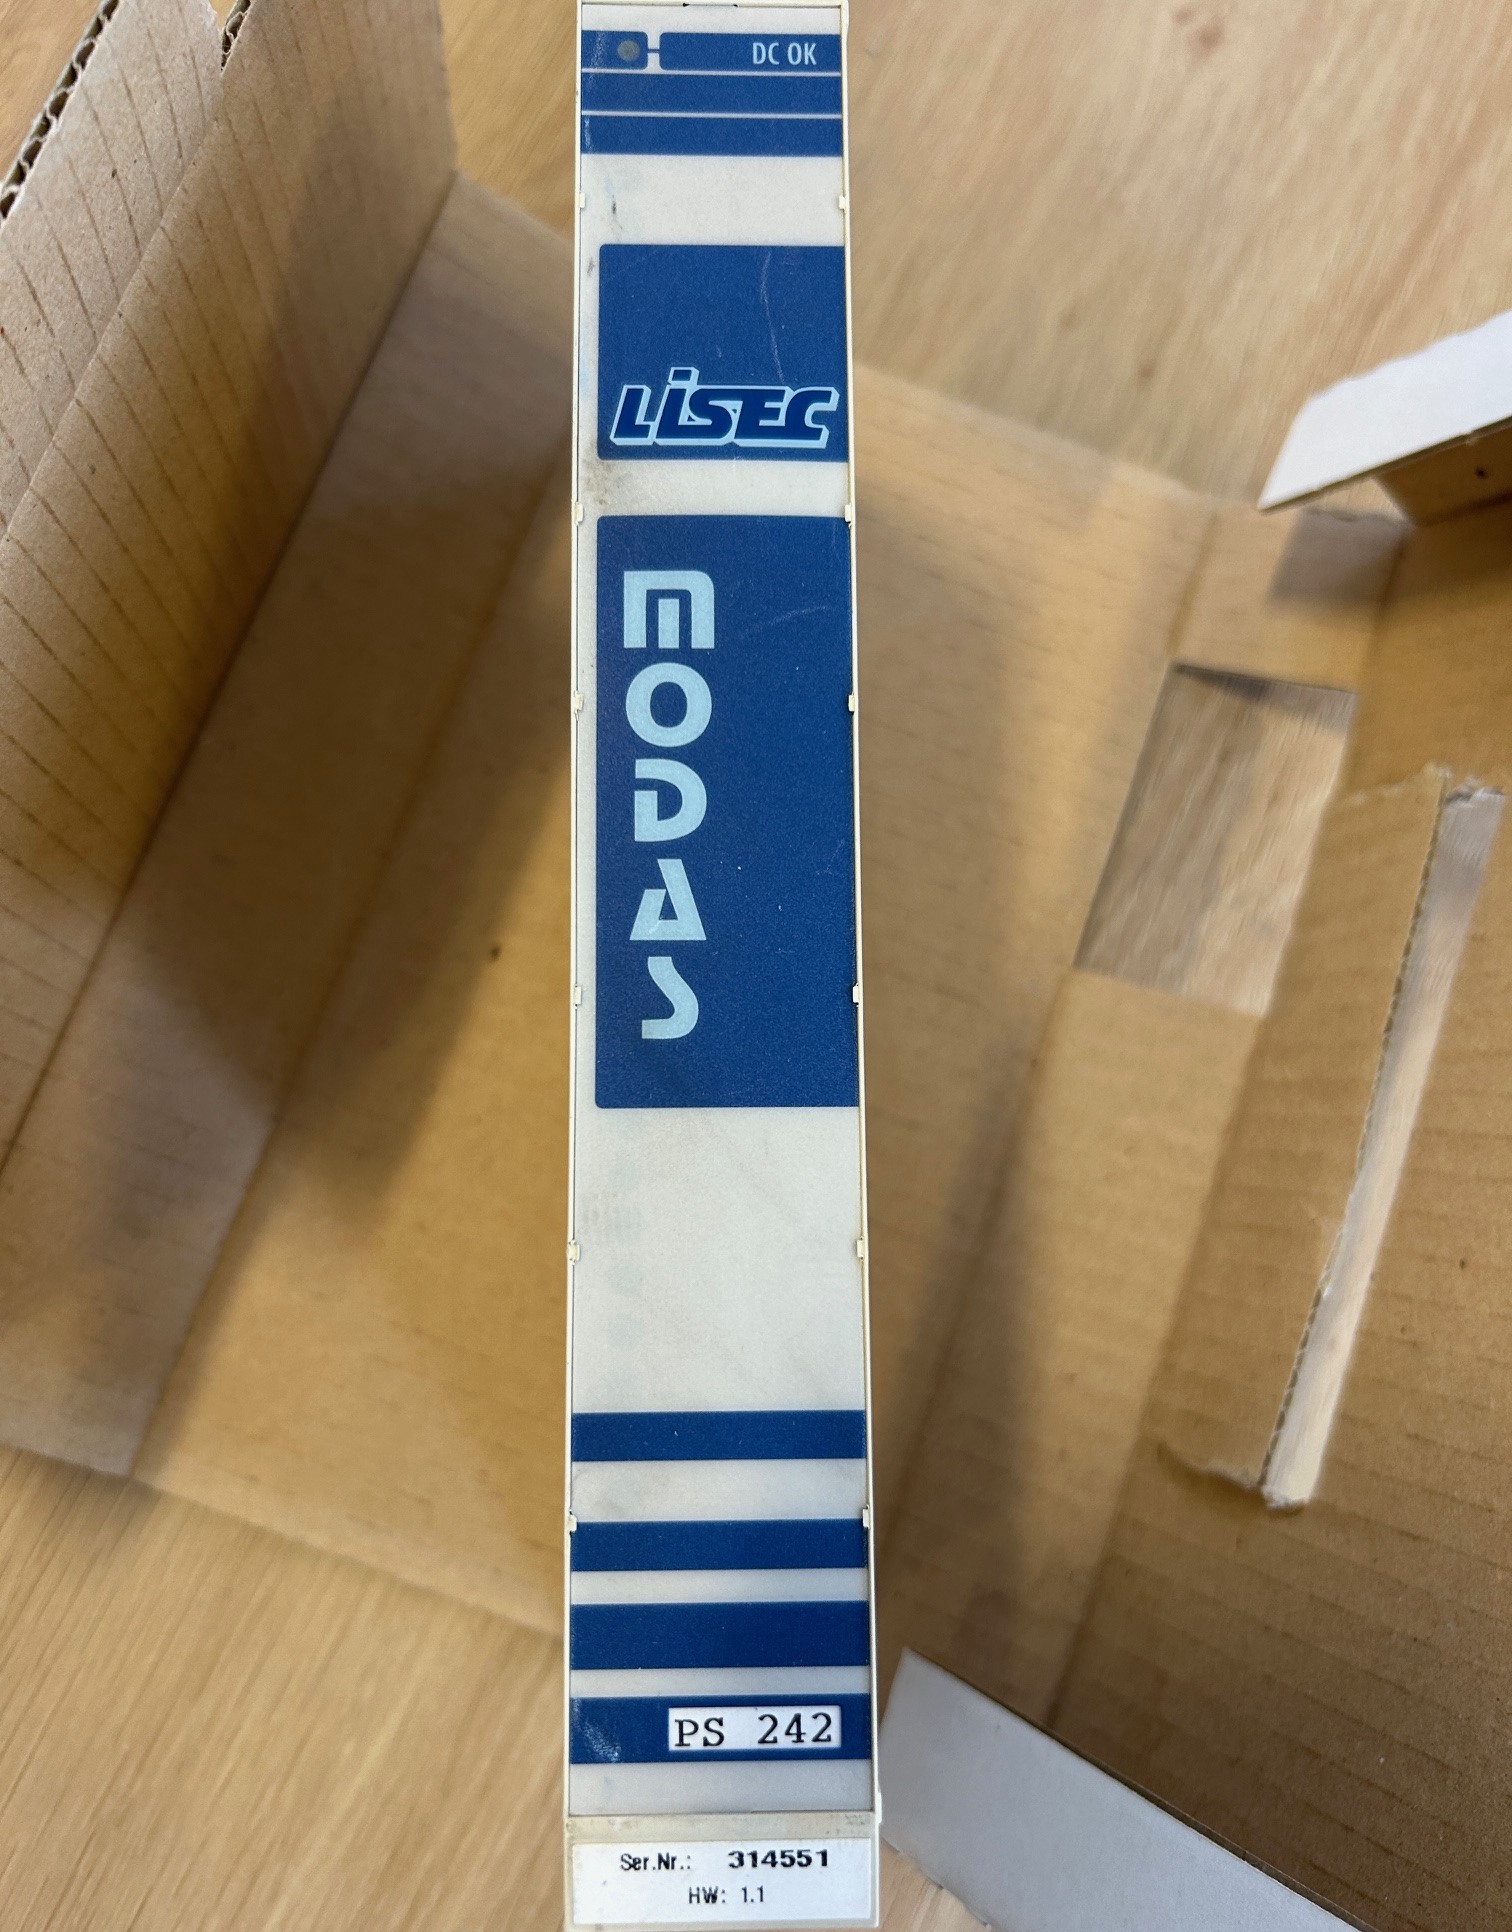 DC OK
LiSEC
MODAS
PS 242
Ser.Nr.: 314551
HW: 1.1